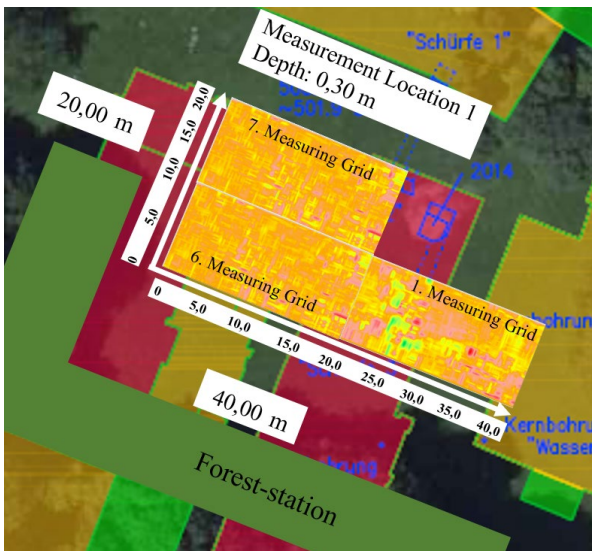 "Schürfe 1"
Measurement Location 1
Depth: 0,30 m
20,00 m
20,0
15,0
10,0
5,0
0
7. Measuring Grid
2014
6. Measuring Grid
1. Measuring Grid
0
5,0
10,0
15,0
20,0
25,0
30,0
35,0
40,0
40,00 m
Kernbohru
"Wasser
Forest-station